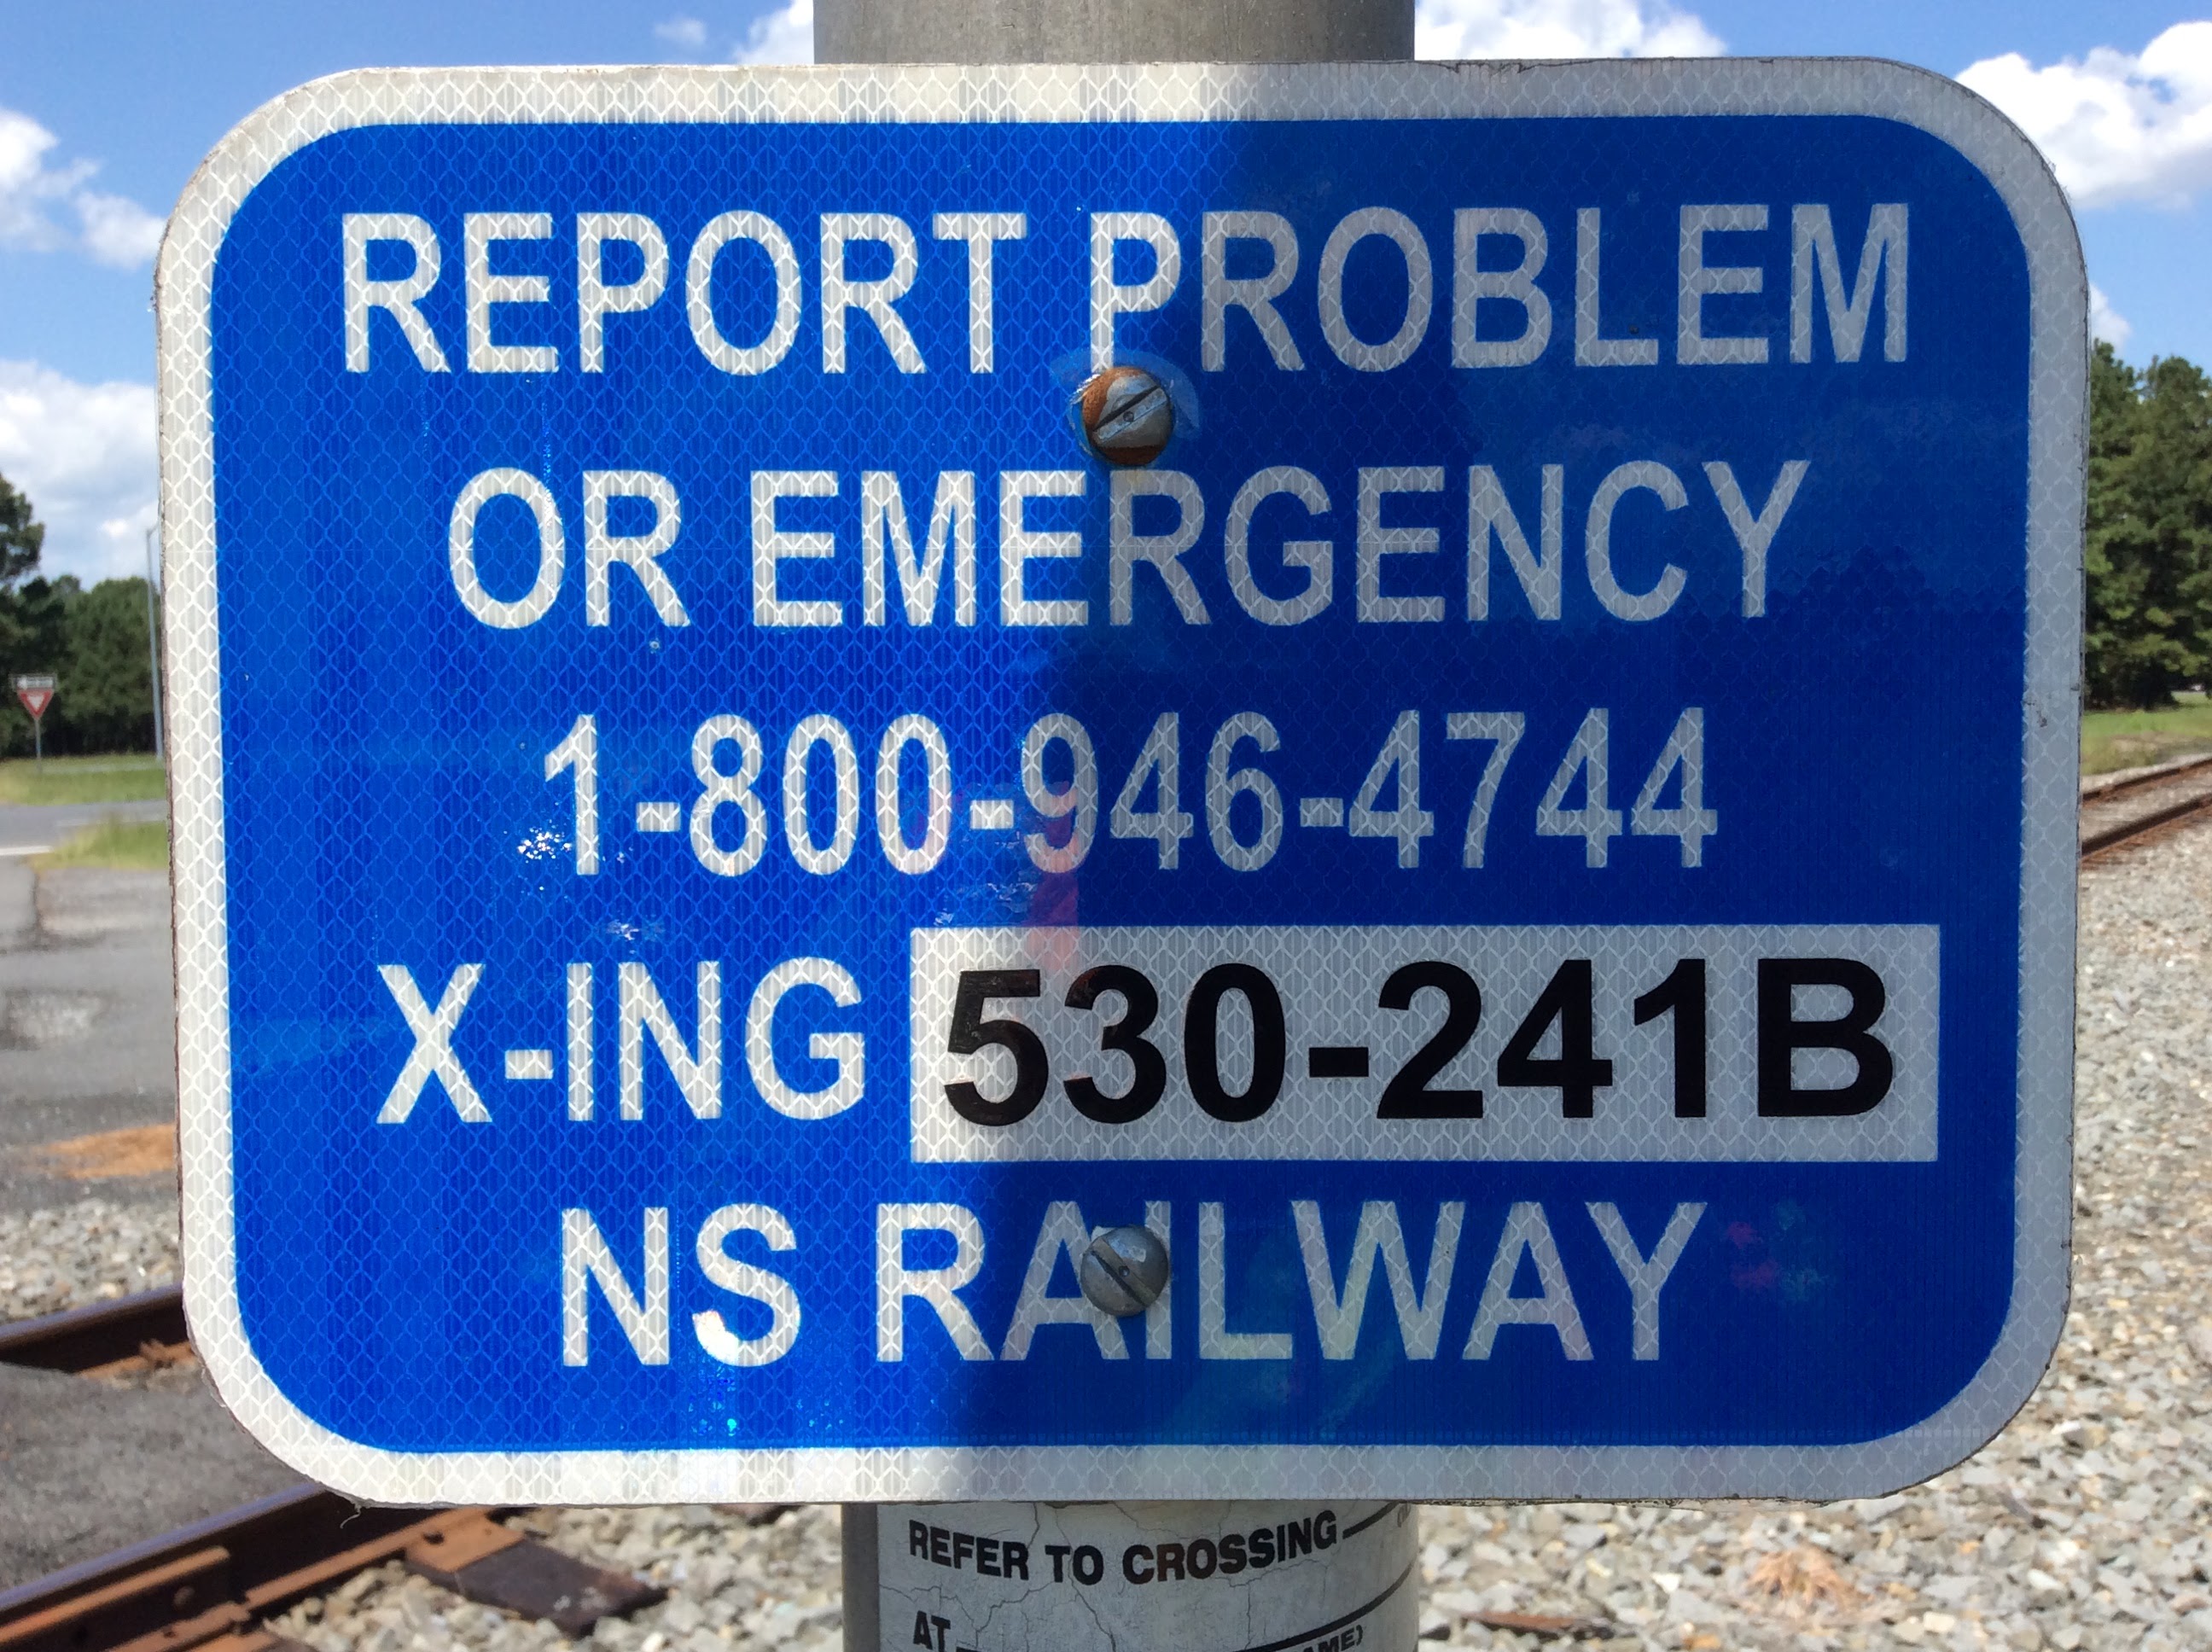 REPORT PROBLEM
OR EMERGENCY
1-800-946-4744
X-ING 530-241B
NS RAILWAY
REFER TO CROSSING
AT